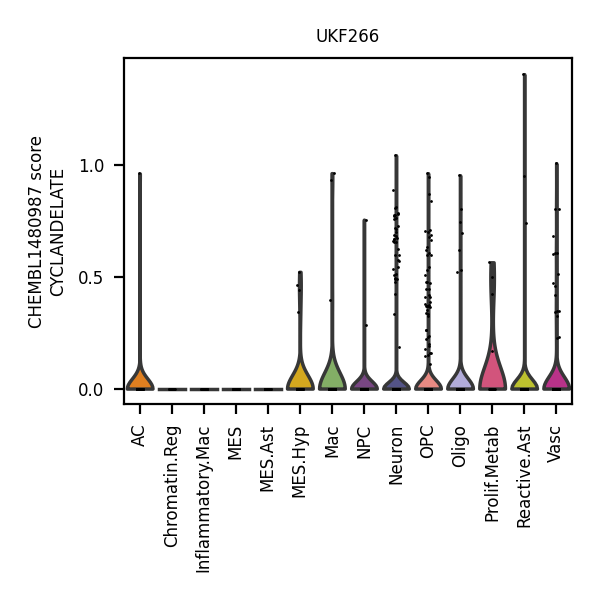 UKF266
CHEMBL1480987 score
CYCLANDELATE
1.0
0.5
0.0
AC
Chromatin.Reg
Inflammatory.Mac
MES
MES.Ast
MES.Hyp
Mac
NPC
Neuron
OPC
Oligo
Prolif.Metab
Reactive.Ast
Vasc